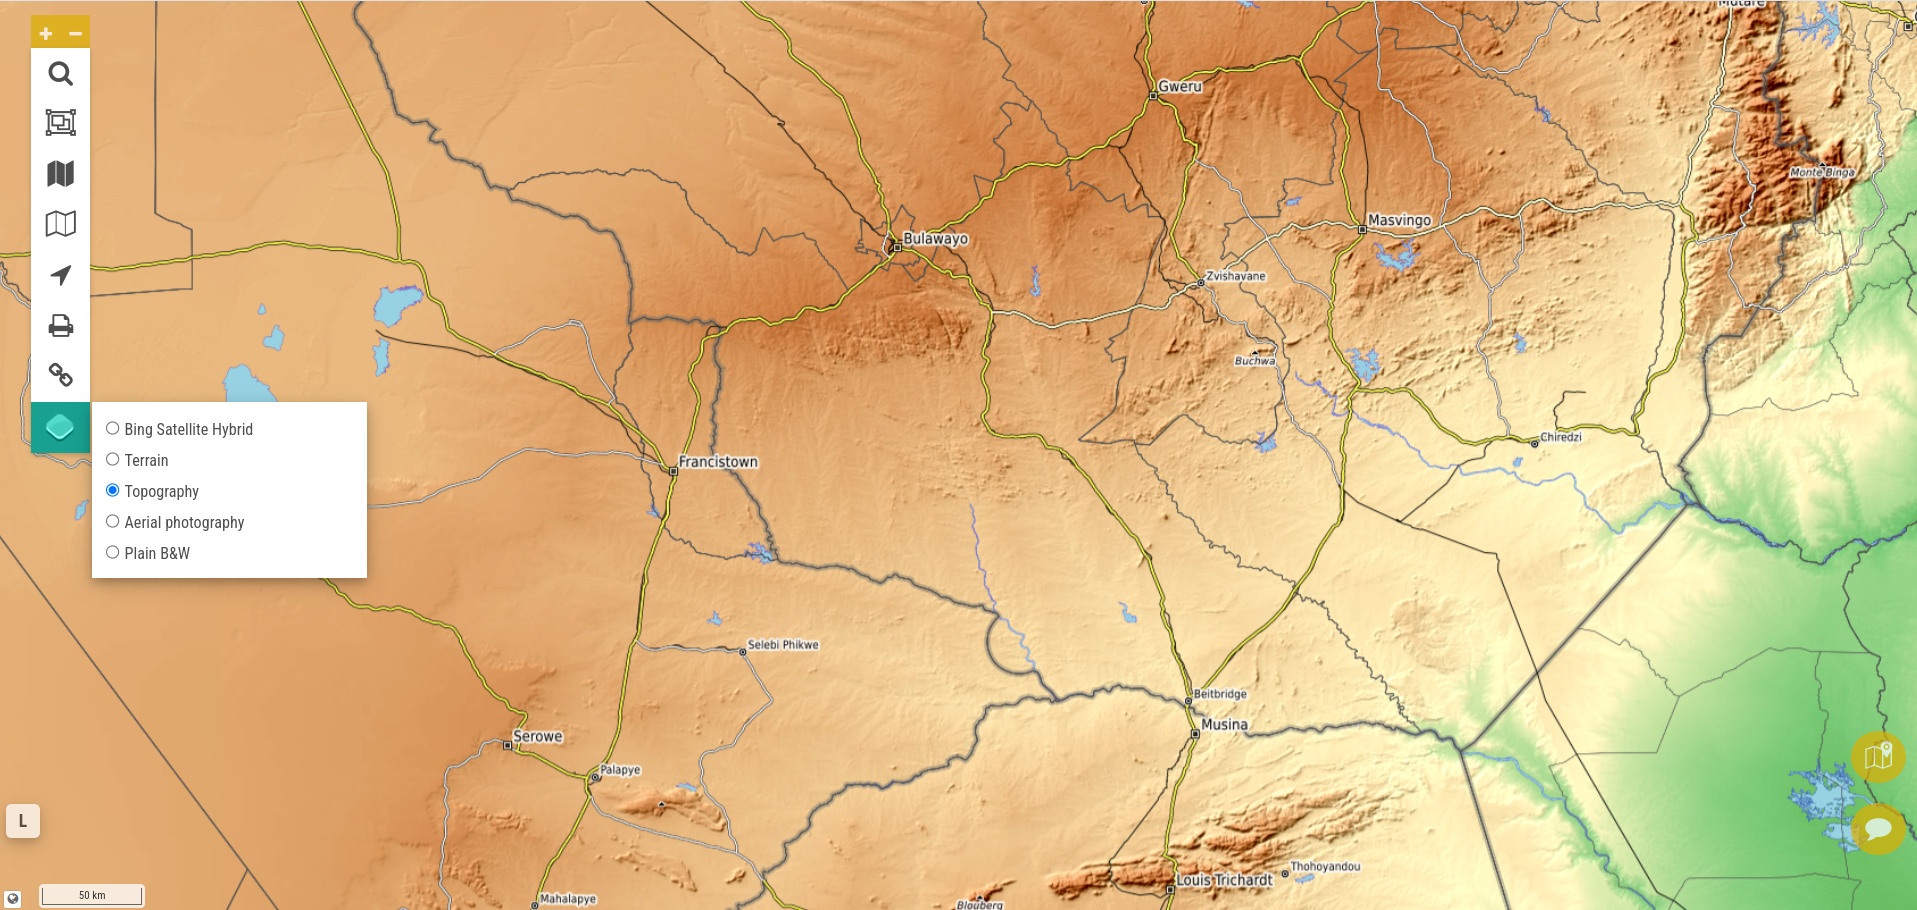 Mutare
Gweru
Monte Binga
Masvingo
Bulawayo
Zvishavane
Buchwa
Bing Satellite Hybrid
Terrain
Topography
Aerial photography
Plain B&W
Chiredzi
Francistown
Selebi Phikwe
Beitbridge
Musina
Serowe
Palapye
L
Thohoyandou
Louis Trichardt
50 km
Mahalapye
Blouberg